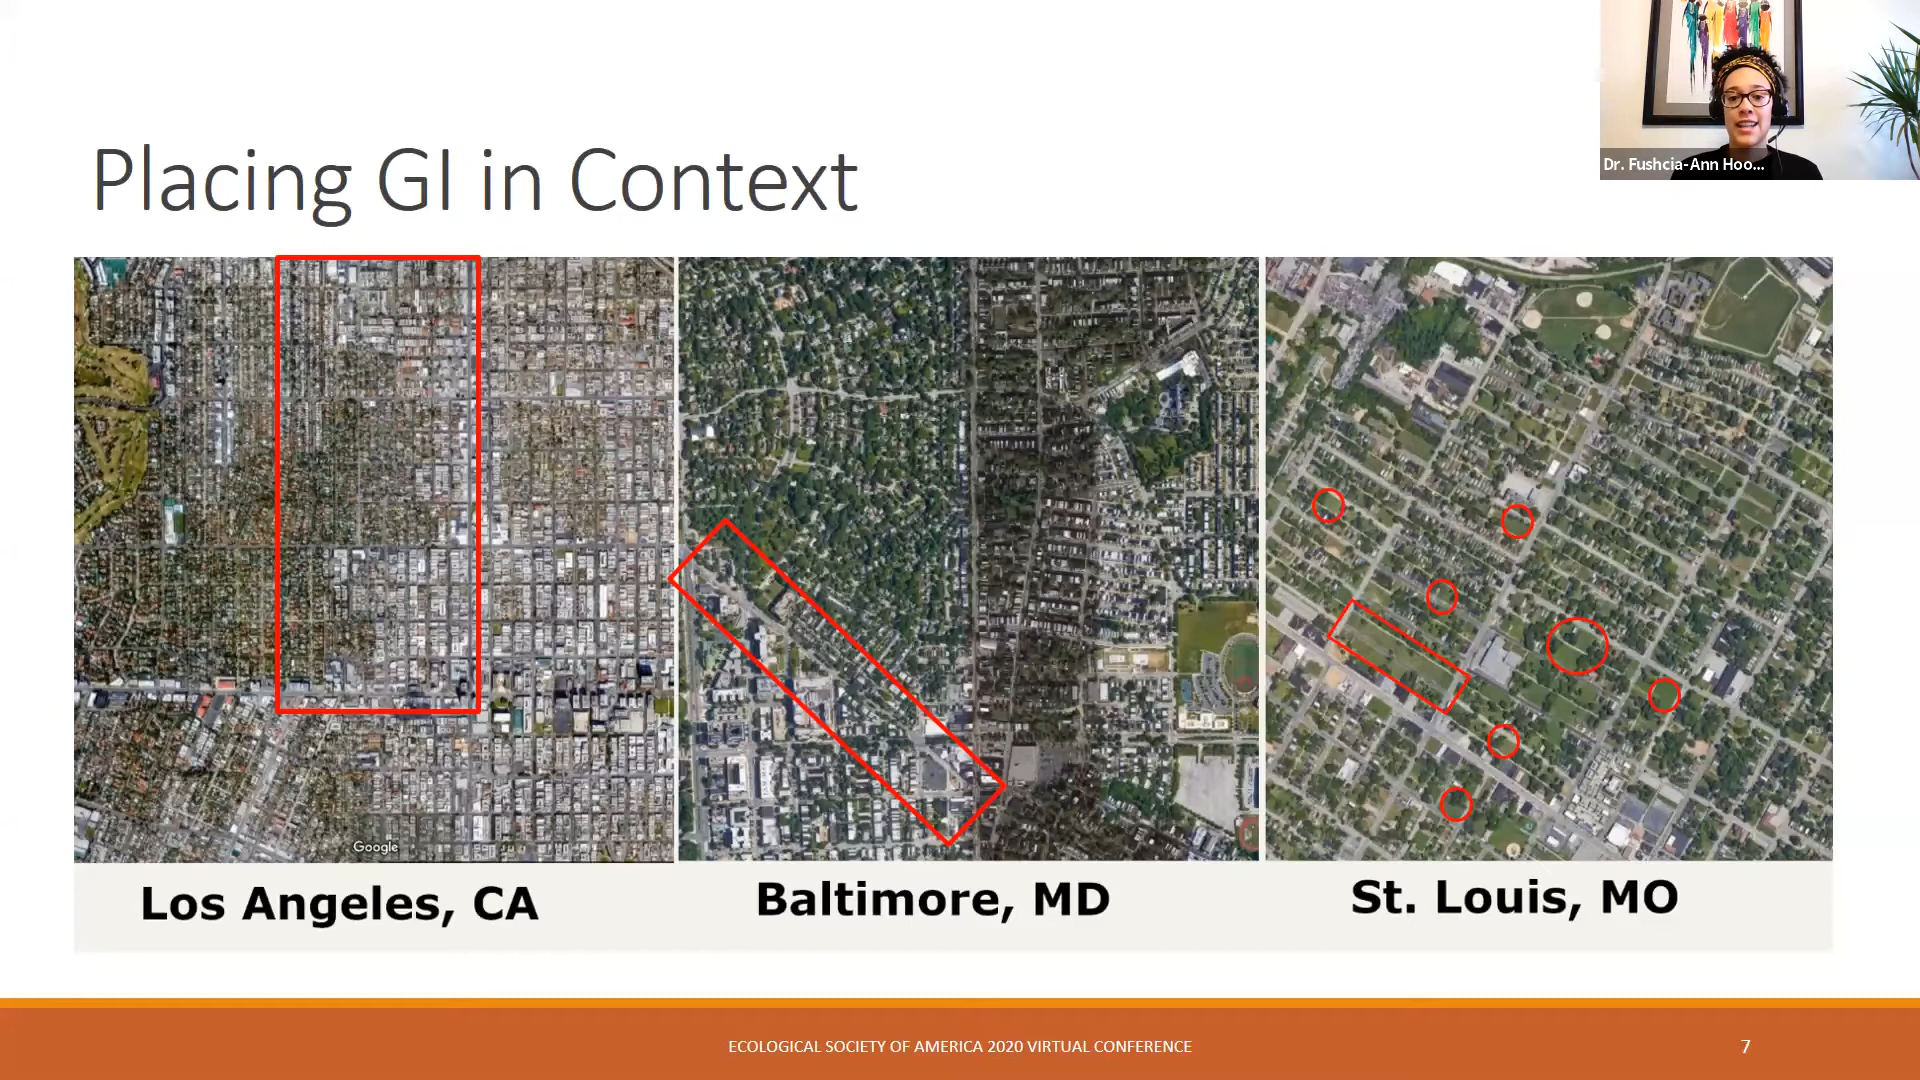 Dr. Fushcia-Ann Hoo...
Placing GI in Context
Google
Los Angeles, CA
Baltimore, MD
St. Louis, MO
ECOLOGICAL SOCIETY OF AMERICA 2020 VIRTUAL CONFERENCE
7